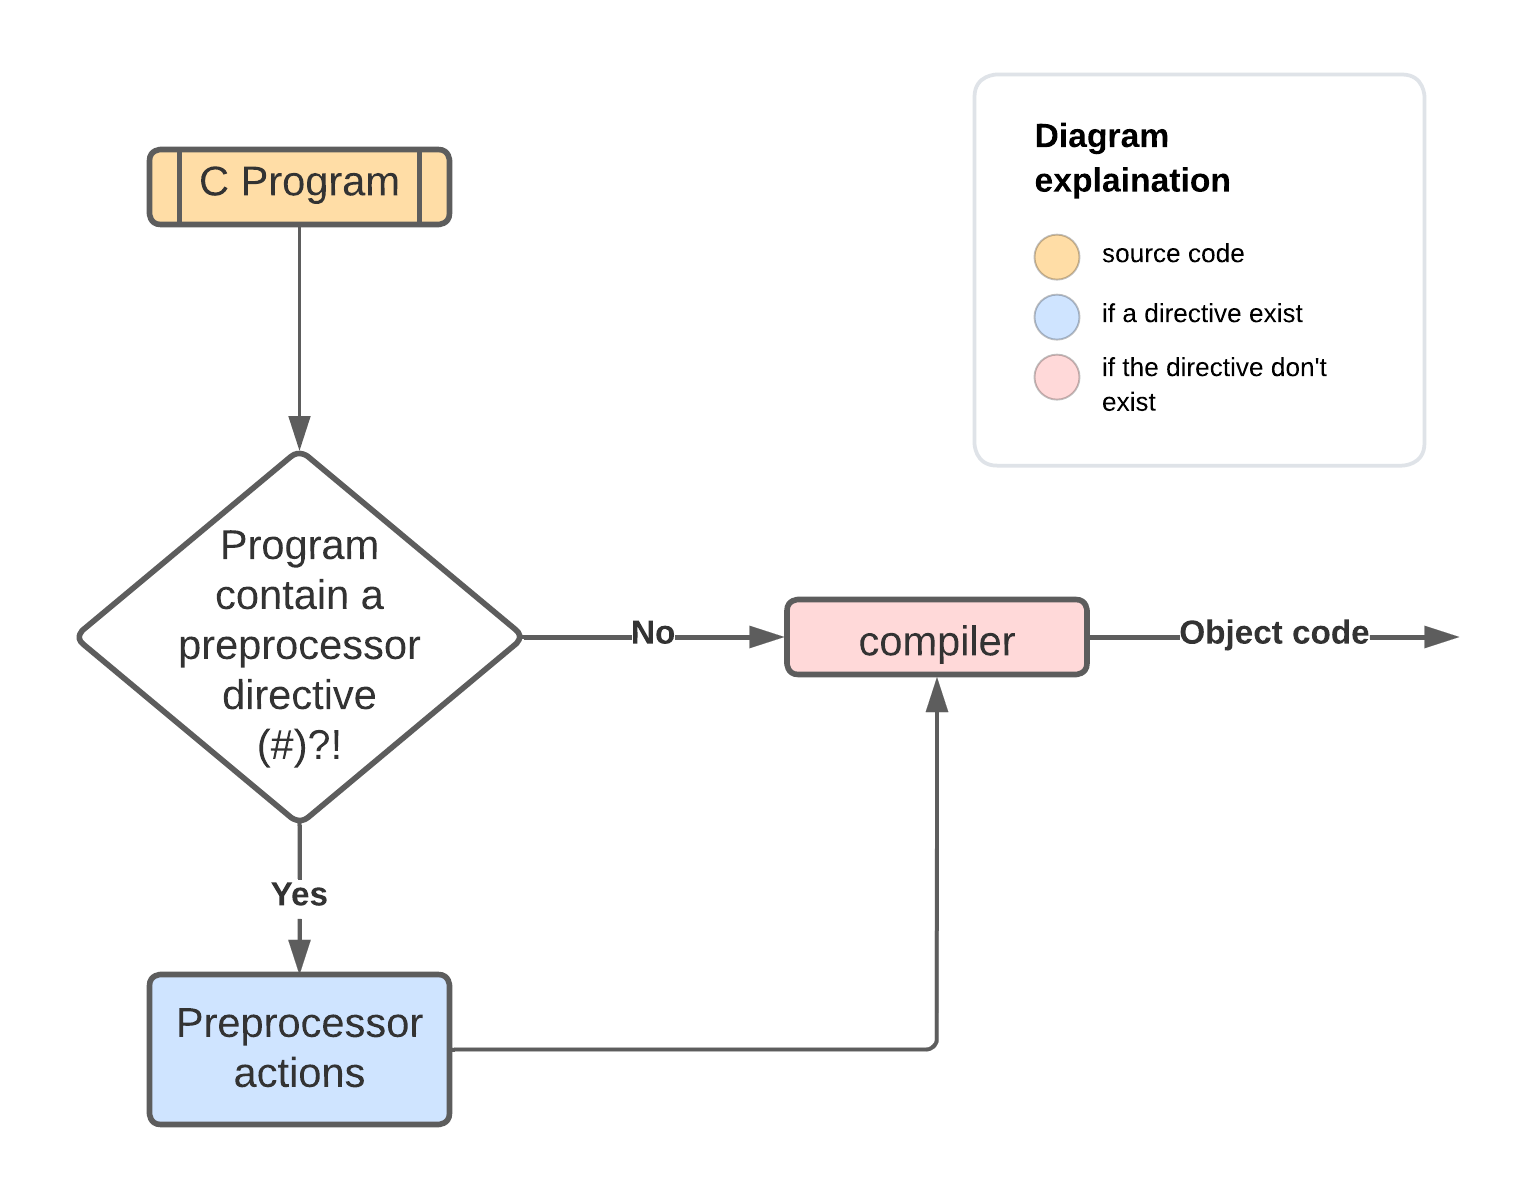 C Program
Diagram
explaination
source code
if a directive exist
if the directive don't
exist
Program
contain a
preprocessor
directive
(#)?!
No
compiler
Object code
Yes
Preprocessor
actions